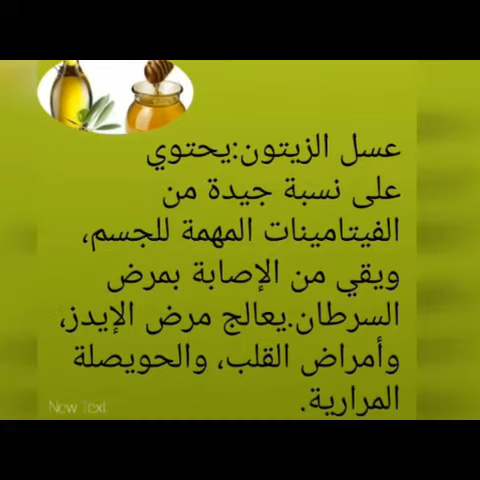 عسل الزيتون:يحتوي
على نسبة جيدة من
الفيتامينات المهمة للجسم،
ويقي من الإصابة بمرض
السرطان.يعالج مرض الإيدز،
وأمراض القلب، والحويصلة
المرارية.
New Text